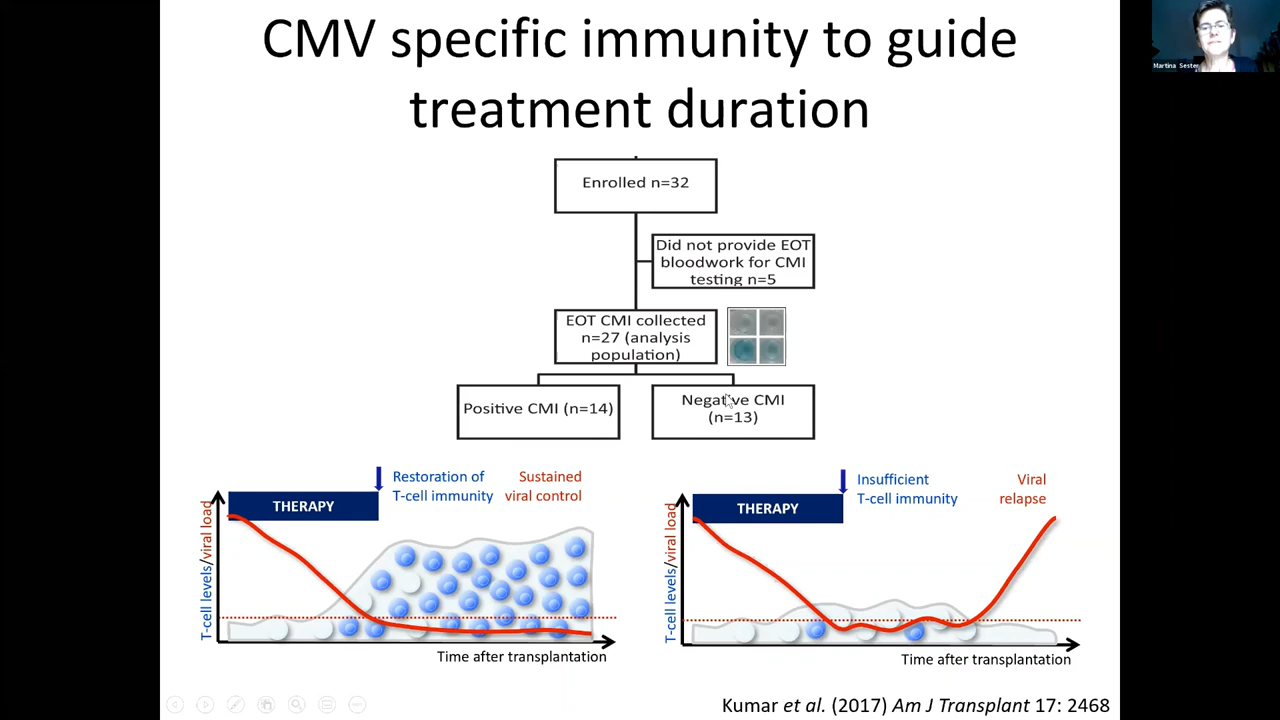 CMV specific immunity to guide
treatment duration
Martina Sester
Enrolled n=32
Did not provide EOT
bloodwork for CMI
testing n=5
EOT CMI collected
n=27 (analysis
population)
Positive CMI (n=14)
Negative CMI
(n=13)
THERAPY
Restoration of
T-cell immunity
Sustained
viral control
T-cell levels/viral load
Time after transplantation
THERAPY
Insufficient
T-cell immunity
Viral
relapse
T-cell levels/viral load
Time after transplantation
Kumar et al. (2017) Am J Transplant 17: 2468